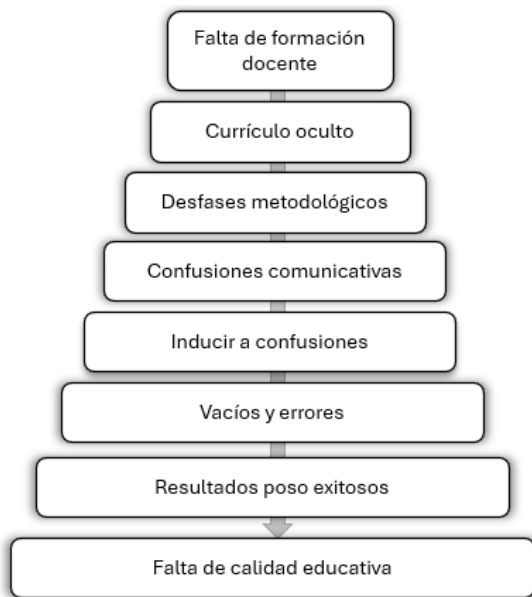 Falta de formación
docente
Currículo oculto
Desfases metodológicos
Confusiones comunicativas
Inducir a confusiones
Vacíos y errores
Resultados poso exitosos
Falta de calidad educativa